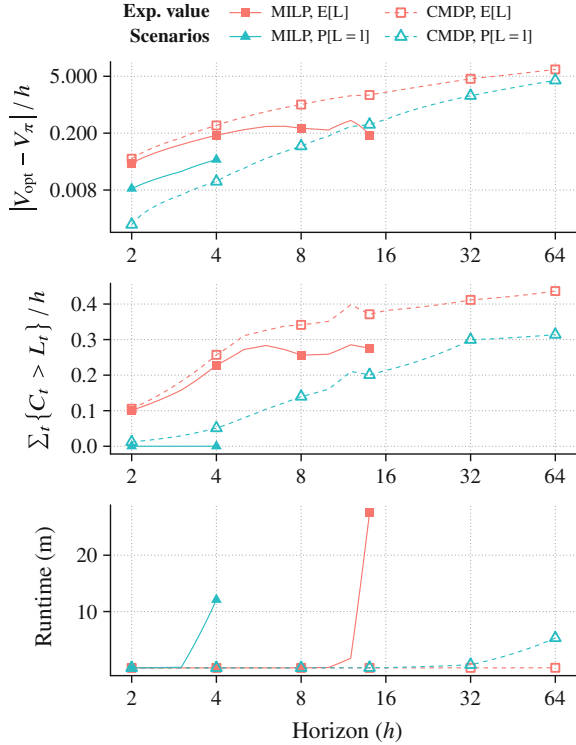 Exp. value MILP, E[L] CMDP, E[L]
Scenarios MILP, P[L = l] CMDP, P[L = l]
|V_opt − V_π| / h
5.000
0.200
0.008
2 4 8 16 32 64
Σ_t {C_t > L_t} / h
0.4
0.3
0.2
0.1
0.0
2 4 8 16 32 64
Runtime (m)
20
10
2 4 8 16 32 64
Horizon (h)